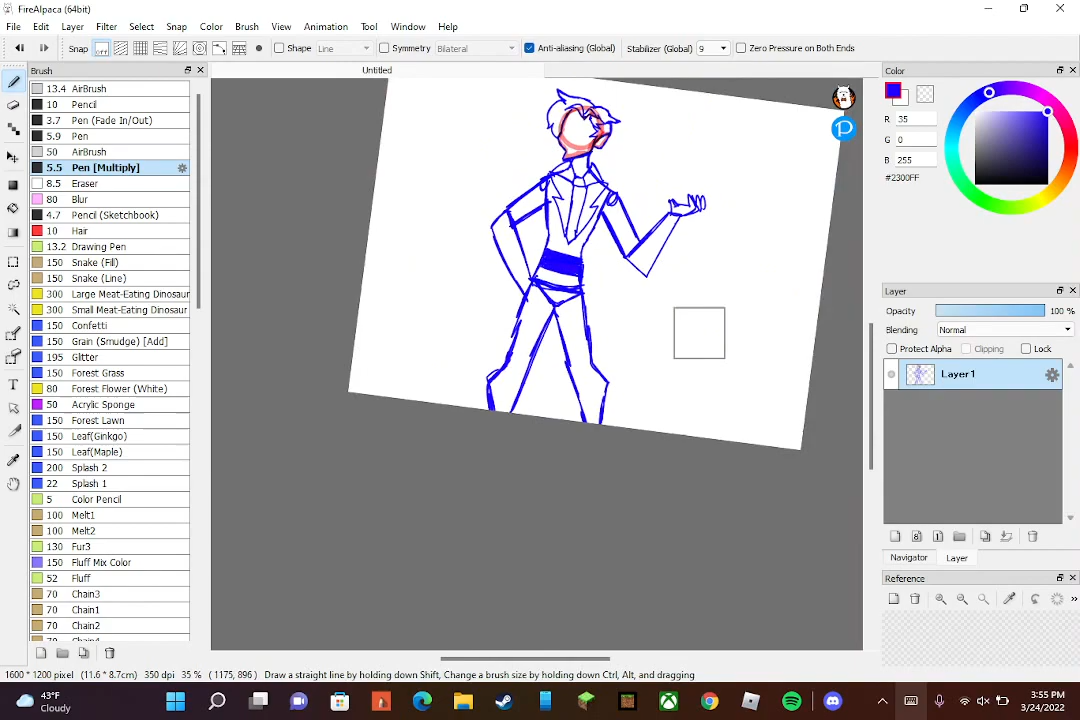 FireAlpaca (64bit)
File Edit Layer Filter Select Snap Color Brush View Animation Tool Window Help
Snap off Shape Line Symmetry Bilateral Anti-aliasing (Global) Stabilizer (Global) 9 Zero Pressure on Both Ends
Brush
Untitled
Color
13.4 AirBrush
10 Pencil
3.7 Pen (Fade In/Out)
5.9 Pen
50 AirBrush
5.5 Pen [Multiply]
8.5 Eraser
80 Blur
4.7 Pencil (Sketchbook)
10 Hair
13.2 Drawing Pen
150 Snake (Fill)
150 Snake (Line)
300 Large Meat-Eating Dinosaur
300 Small Meat-Eating Dinosaur
150 Confetti
150 Grain (Smudge) [Add]
195 Glitter
150 Forest Grass
80 Forest Flower (White)
50 Acrylic Sponge
150 Forest Lawn
150 Leaf(Ginkgo)
150 Leaf(Maple)
200 Splash 2
22 Splash 1
5 Color Pencil
100 Melt1
100 Melt2
130 Fur3
150 Fluff Mix Color
52 Fluff
70 Chain3
70 Chain1
70 Chain2
70 Chain4
R 35
G 0
B 255
#2300FF
Layer
Opacity 100 %
Blending Normal
Protect Alpha Clipping Lock
Layer1
Navigator Layer
Reference
1600 * 1200 pixel (11.6 * 8.7cm) 350 dpi 35 % ( 1175, 896 ) Draw a straight line by holding down Shift, Change a brush size by holding down Ctrl, Alt, and dragging
43°F
Cloudy
3:55 PM
3/24/2022